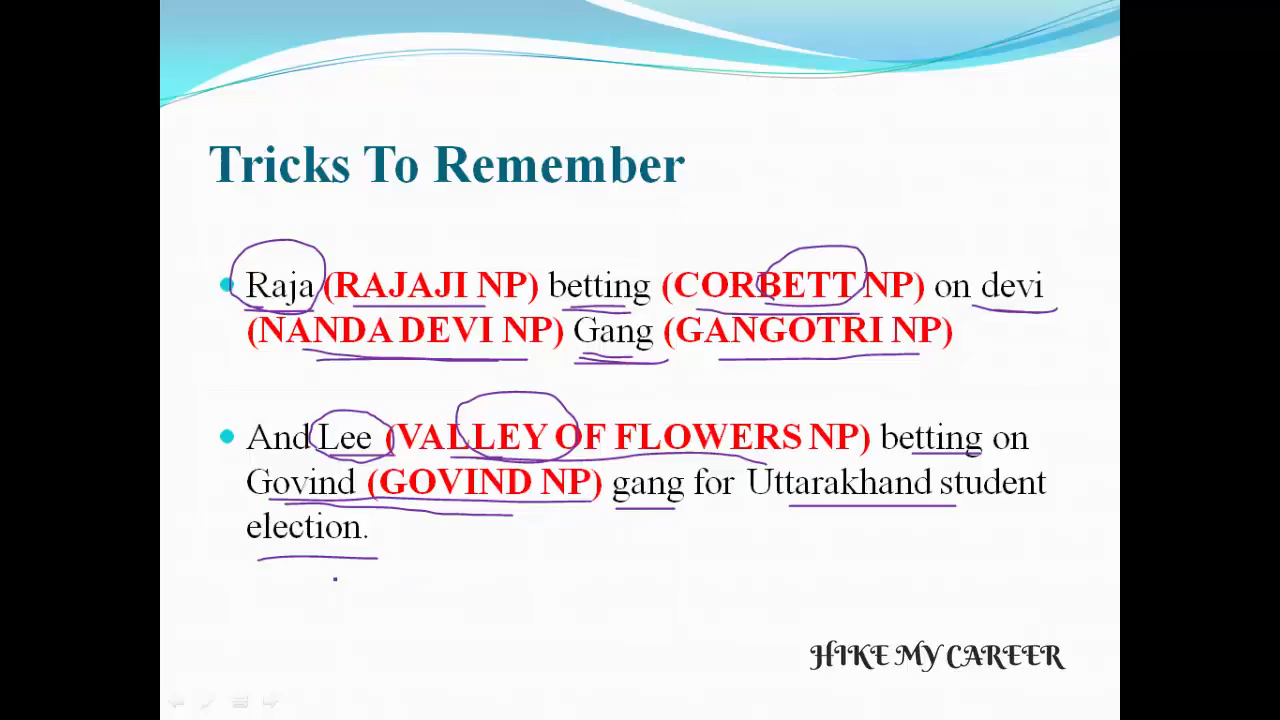 Tricks To Remember
Raja (RAJAJI NP) betting (CORBETT NP) on devi
(NANDA DEVI NP) Gang (GANGOTRI NP)
And Lee (VALLEY OF FLOWERS NP) betting on
Govind (GOVIND NP) gang for Uttarakhand student
election.
HIKE MY CAREER